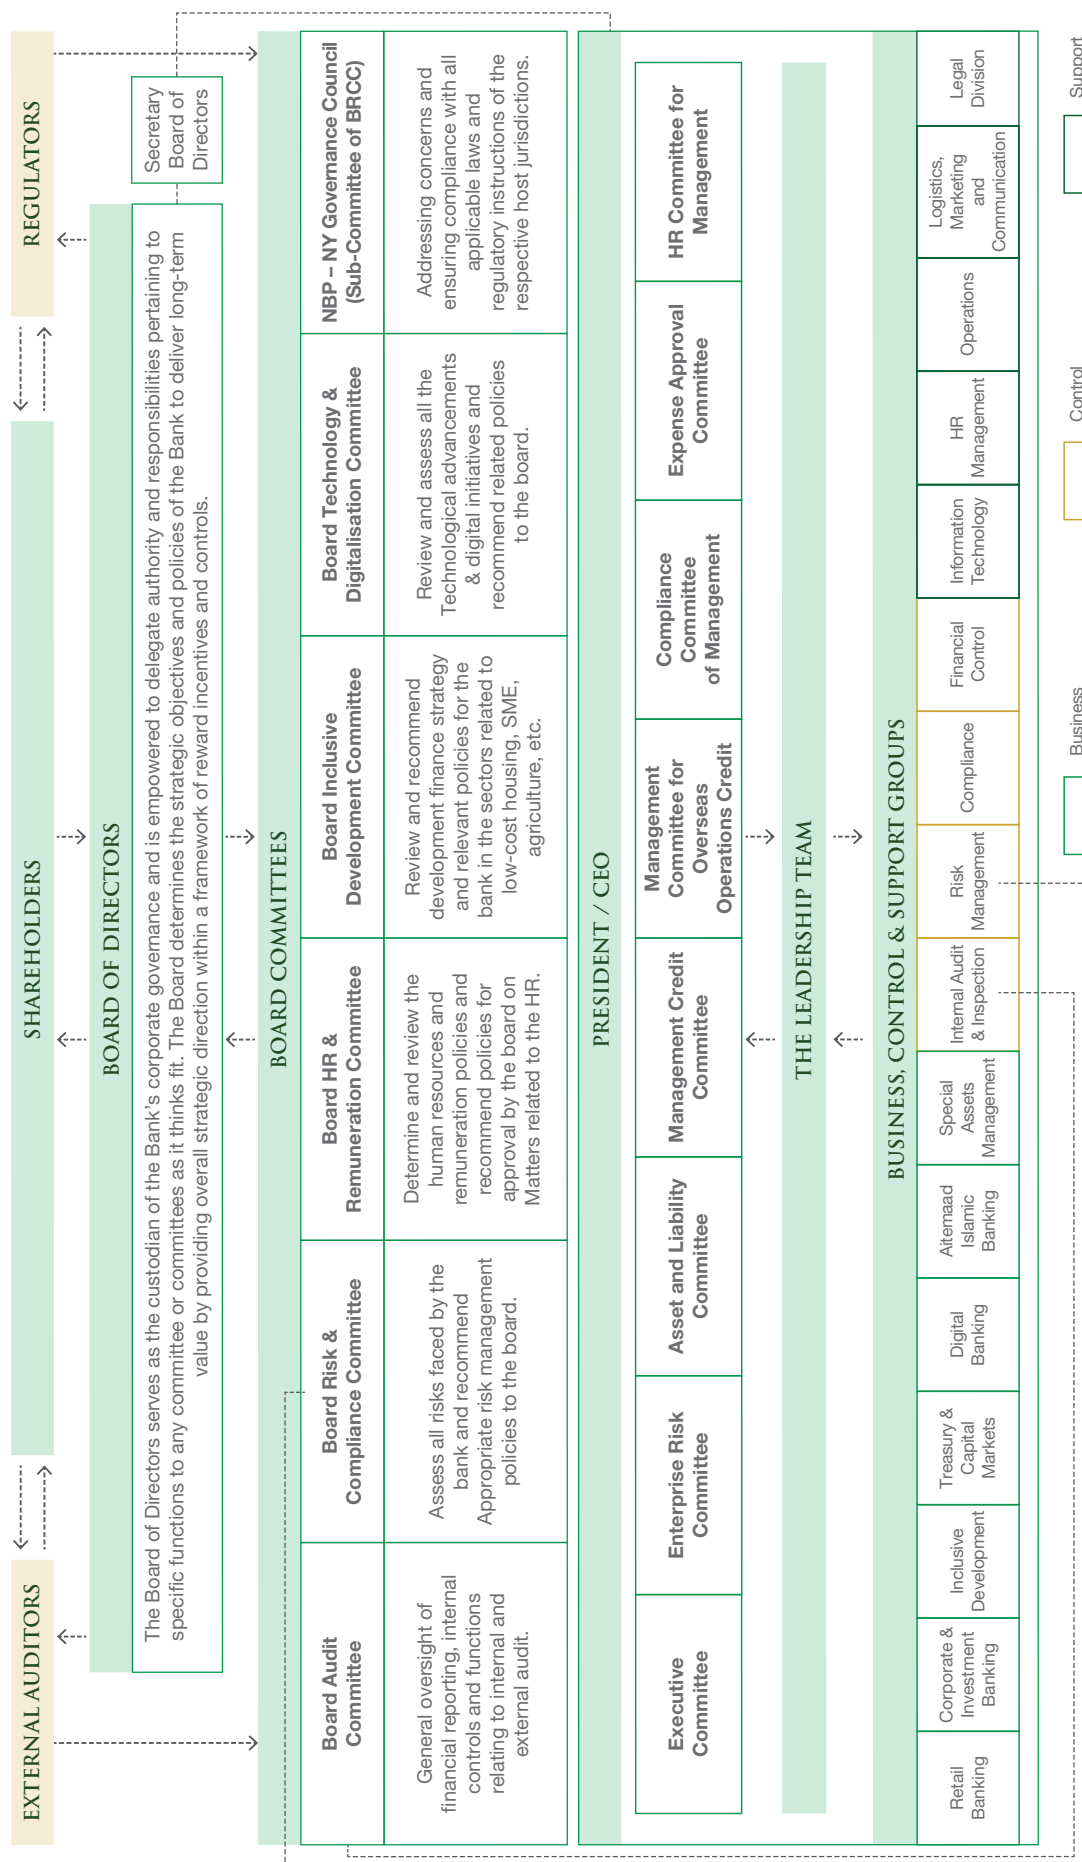 EXTERNAL AUDITORS
SHAREHOLDERS
REGULATORS
BOARD OF DIRECTORS
The Board of Directors serves as the custodian of the Bank's corporate governance and is empowered to delegate authority and responsibilities pertaining to
specific functions to any committee or committees as it thinks fit. The Board determines the strategic objectives and policies of the Bank to deliver long-term
value by providing overall strategic direction within a framework of reward incentives and controls.
Secretary
Board of
Directors
BOARD COMMITTEES
Board Audit
Committee
General oversight of
financial reporting, internal
controls and functions
relating to internal and
external audit.
Board Risk &
Compliance Committee
Assess all risks faced by the
bank and recommend
Appropriate risk management
policies to the board.
Board HR &
Remuneration Committee
Determine and review the
human resources and
remuneration policies and
recommend policies for
approval by the board on
Matters related to the HR.
Board Inclusive
Development Committee
Review and recommend
development finance strategy
and relevant policies for the
bank in the sectors related to
low-cost housing, SME,
agriculture, etc.
Board Technology &
Digitalisation Committee
Review and assess all the
Technological advancements
& digital initiatives and
recommend related policies
to the board.
NBP – NY Governance Council
(Sub-Committee of BRCC)
Addressing concerns and
ensuring compliance with all
applicable laws and
regulatory instructions of the
respective host jurisdictions.
PRESIDENT / CEO
Executive
Committee
Enterprise Risk
Committee
Asset and Liability
Committee
Management Credit
Committee
Management
Committee for
Overseas
Operations Credit
Compliance
Committee
of Management
Expense Approval
Committee
HR Committee for
Management
THE LEADERSHIP TEAM
BUSINESS, CONTROL & SUPPORT GROUPS
Retail
Banking
Corporate &
Investment
Banking
Inclusive
Development
Treasury &
Capital
Markets
Digital
Banking
Aitemaad
Islamic
Banking
Special
Assets
Management
Internal Audit
& Inspection
Risk
Management
Compliance
Financial
Control
Information
Technology
HR
Management
Operations
Logistics,
Marketing
and
Communication
Legal
Division
Business
Control
Support